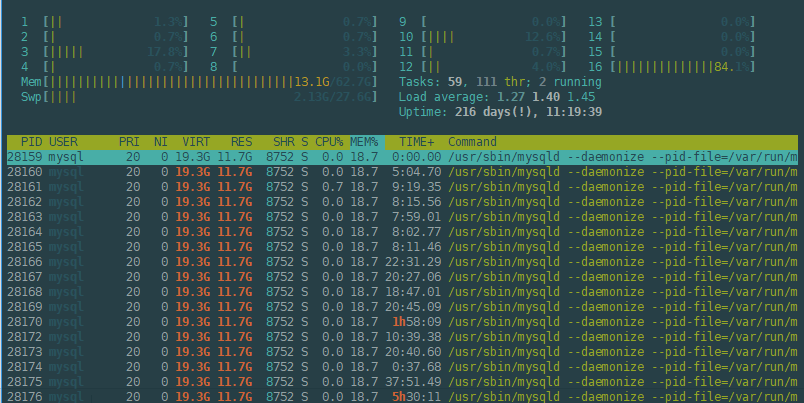 1 [|| 1.3%] 5 [| 0.7%] 9 [ 0.0%] 13 [ 0.0%]
2 [| 0.7%] 6 [| 0.7%] 10 [|||| 12.6%] 14 [ 0.0%]
3 [||||| 17.8%] 7 [|| 3.3%] 11 [| 0.7%] 15 [ 0.0%]
4 [| 0.7%] 8 [ 0.0%] 12 [|| 4.0%] 16 [||||||||||||||84.1%]
Mem[|||||||||||||||||||||||||||||||||||13.1G/62.7G] Tasks: 59, 111 thr; 2 running
Swp[|||| 2.13G/27.6G] Load average: 1.27 1.40 1.45
Uptime: 216 days(!), 11:19:39
PID USER PRI NI VIRT RES SHR S CPU% MEM% TIME+ Command
28159 mysql 20 0 19.3G 11.7G 8752 S 0.0 18.7 0:00.00 /usr/sbin/mysqld --daemonize --pid-file=/var/run/m
28160 mysql 20 0 19.3G 11.7G 8752 S 0.0 18.7 5:04.70 /usr/sbin/mysqld --daemonize --pid-file=/var/run/m
28161 mysql 20 0 19.3G 11.7G 8752 S 0.7 18.7 9:19.35 /usr/sbin/mysqld --daemonize --pid-file=/var/run/m
28162 mysql 20 0 19.3G 11.7G 8752 S 0.0 18.7 8:15.56 /usr/sbin/mysqld --daemonize --pid-file=/var/run/m
28163 mysql 20 0 19.3G 11.7G 8752 S 0.0 18.7 7:59.01 /usr/sbin/mysqld --daemonize --pid-file=/var/run/m
28164 mysql 20 0 19.3G 11.7G 8752 S 0.0 18.7 8:02.77 /usr/sbin/mysqld --daemonize --pid-file=/var/run/m
28165 mysql 20 0 19.3G 11.7G 8752 S 0.0 18.7 8:11.46 /usr/sbin/mysqld --daemonize --pid-file=/var/run/m
28166 mysql 20 0 19.3G 11.7G 8752 S 0.0 18.7 22:31.29 /usr/sbin/mysqld --daemonize --pid-file=/var/run/m
28167 mysql 20 0 19.3G 11.7G 8752 S 0.0 18.7 20:27.06 /usr/sbin/mysqld --daemonize --pid-file=/var/run/m
28168 mysql 20 0 19.3G 11.7G 8752 S 0.0 18.7 18:47.01 /usr/sbin/mysqld --daemonize --pid-file=/var/run/m
28169 mysql 20 0 19.3G 11.7G 8752 S 0.0 18.7 20:45.09 /usr/sbin/mysqld --daemonize --pid-file=/var/run/m
28170 mysql 20 0 19.3G 11.7G 8752 S 0.0 18.7 1h58:09 /usr/sbin/mysqld --daemonize --pid-file=/var/run/m
28172 mysql 20 0 19.3G 11.7G 8752 S 0.0 18.7 10:39.38 /usr/sbin/mysqld --daemonize --pid-file=/var/run/m
28173 mysql 20 0 19.3G 11.7G 8752 S 0.0 18.7 20:40.60 /usr/sbin/mysqld --daemonize --pid-file=/var/run/m
28174 mysql 20 0 19.3G 11.7G 8752 S 0.0 18.7 0:37.68 /usr/sbin/mysqld --daemonize --pid-file=/var/run/m
28175 mysql 20 0 19.3G 11.7G 8752 S 0.0 18.7 37:51.49 /usr/sbin/mysqld --daemonize --pid-file=/var/run/m
28176 mysql 20 0 19.3G 11.7G 8752 S 0.0 18.7 5h30:11 /usr/sbin/mysqld --daemonize --pid-file=/var/run/m